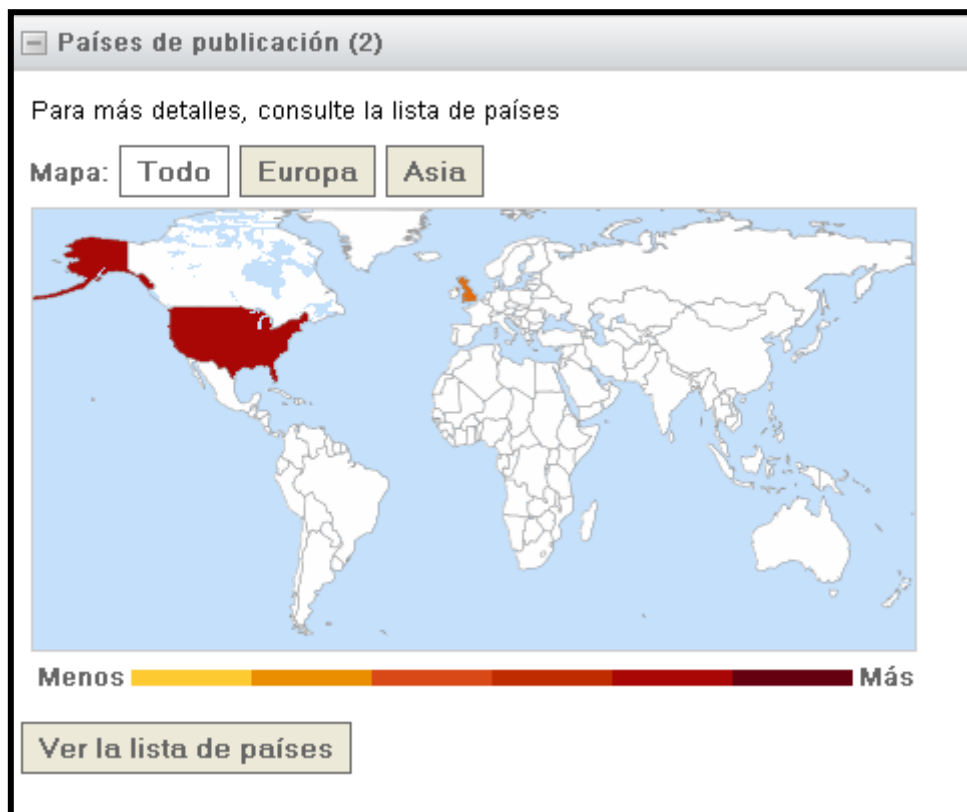 Países de publicación (2)
Para más detalles, consulte la lista de países
Mapa: Todo Europa Asia
Menos Más
Ver la lista de países